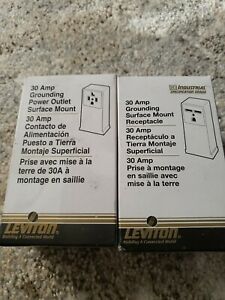 30 Amp
Grounding
Power Outlet
Surface Mount
30 Amp
Contacto de
Alimentación
Puesto a Tierra
Montaje Superficial
Prise avec mise à la
terre de 30A à
montage en saillie
LEVITON
Building A Connected World
INDUSTRIAL
SPECIFICATION GRADE
30 Amp
Grounding
Surface Mount
Receptacle
30 Amp
Receptáculo a
Tierra Montaje
Superficial
30 Amp
Prise à montage
en saillie avec
mise à la terre
LEVITON
Building A Connected World